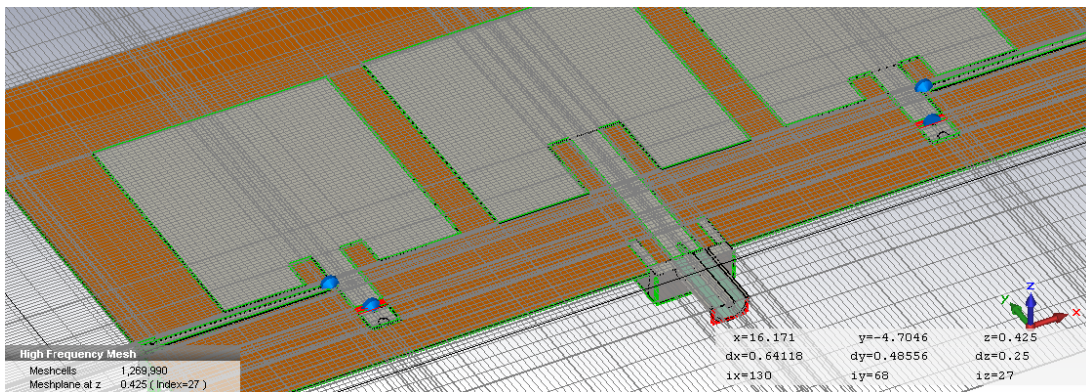 z
y
x
x=16.171 y=-4.7046 z=0.425
dx=0.64118 dy=0.48556 dz=0.25
ix=130 iy=68 iz=27
High Frequency Mesh
Meshcells 1,269,990
Meshplane at z 0.425 ( Index=27 )